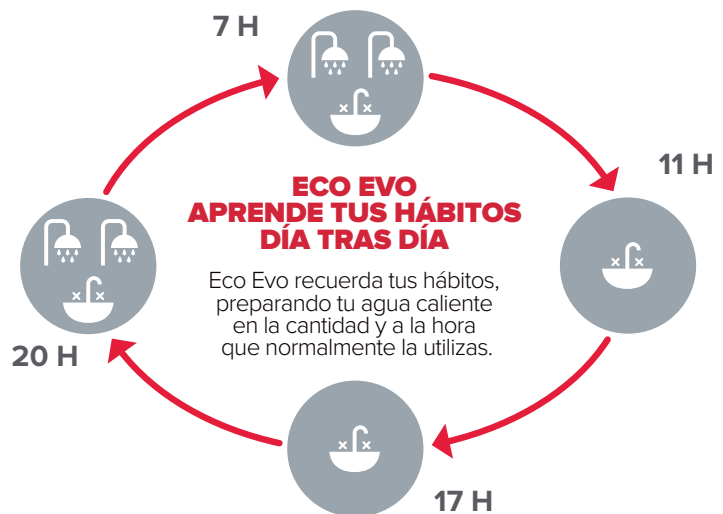 7 H
11 H
ECO EVO
APRENDE TUS HÁBITOS
DÍA TRAS DÍA
Eco Evo recuerda tus hábitos,
preparando tu agua caliente
en la cantidad y a la hora
que normalmente la utilizas.
20 H
17 H